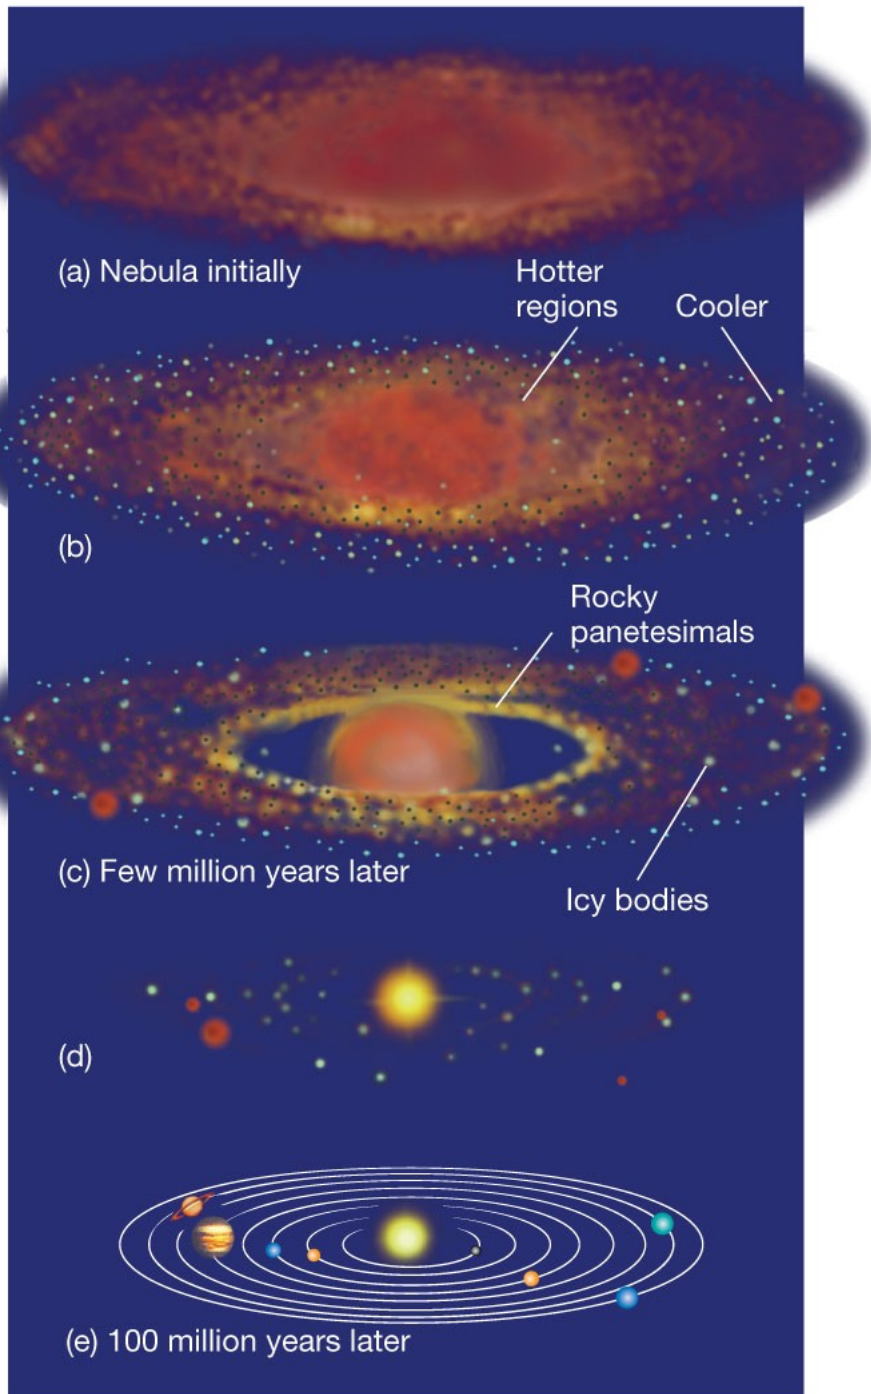 (a) Nebula initially
Hotter
regions
Cooler
(b)
Rocky
panetesimals
(c) Few million years later
Icy bodies
(d)
(e) 100 million years later